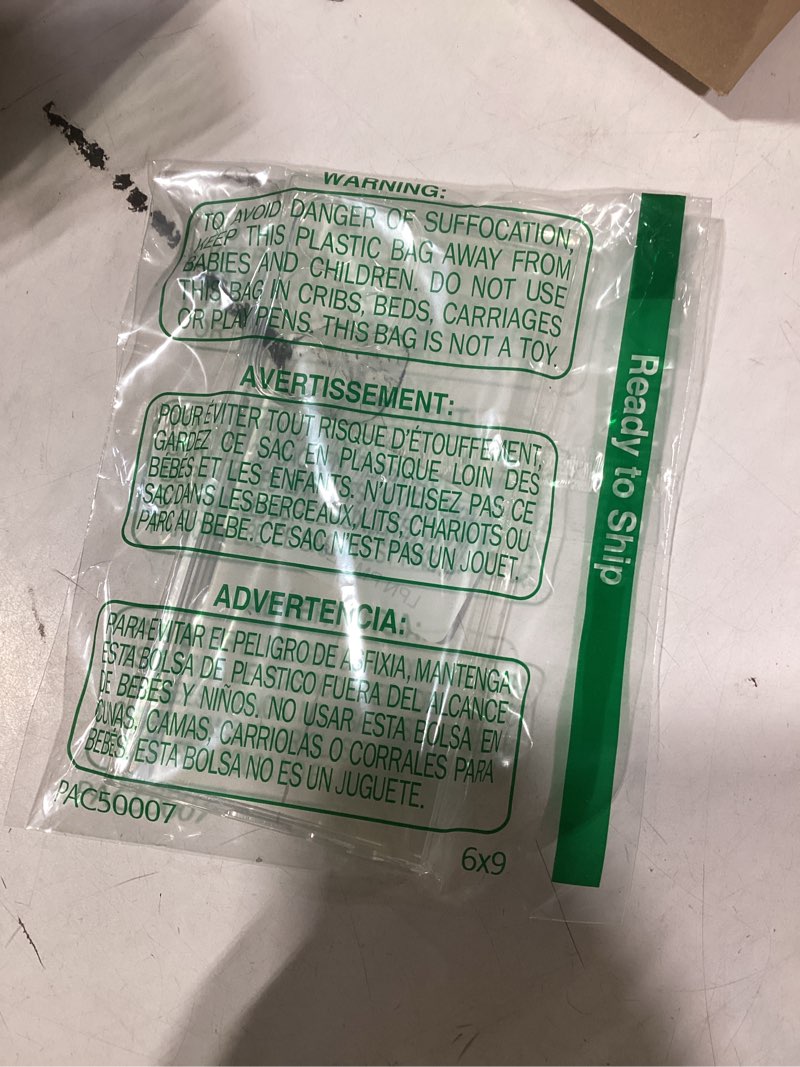 WARNING:
TO AVOID DANGER OF SUFFOCATION,
KEEP THIS PLASTIC BAG AWAY FROM
BABIES AND CHILDREN. DO NOT USE
THIS BAG IN CRIBS, BEDS, CARRIAGES
OR PLAY PENS. THIS BAG IS NOT A TOY.
AVERTISSEMENT:
POUR ÉVITER TOUT RISQUE D'ÉTOUFFEMENT,
GARDEZ CE SAC EN PLASTIQUE LOIN DES
BÉBÉS ET LES ENFANTS. N'UTILISEZ PAS CE
SAC DANS LES BERCEAUX, LITS, CHARIOTS OU
PARC AU BEBE. CE SAC N'EST PAS UN JOUET.
ADVERTENCIA:
PARA EVITAR EL PELIGRO DE ASFIXIA, MANTENGA
ESTA BOLSA DE PLASTICO FUERA DEL ALCANCE
DE BEBÉS Y NIÑOS. NO USAR ESTA BOLSA EN
CUNAS, CAMAS, CARRIOLAS O CORRALES PARA
BEBÉS. ESTA BOLSA NO ES UN JUGUETE.
PAC50007
6x9
Ready to Ship